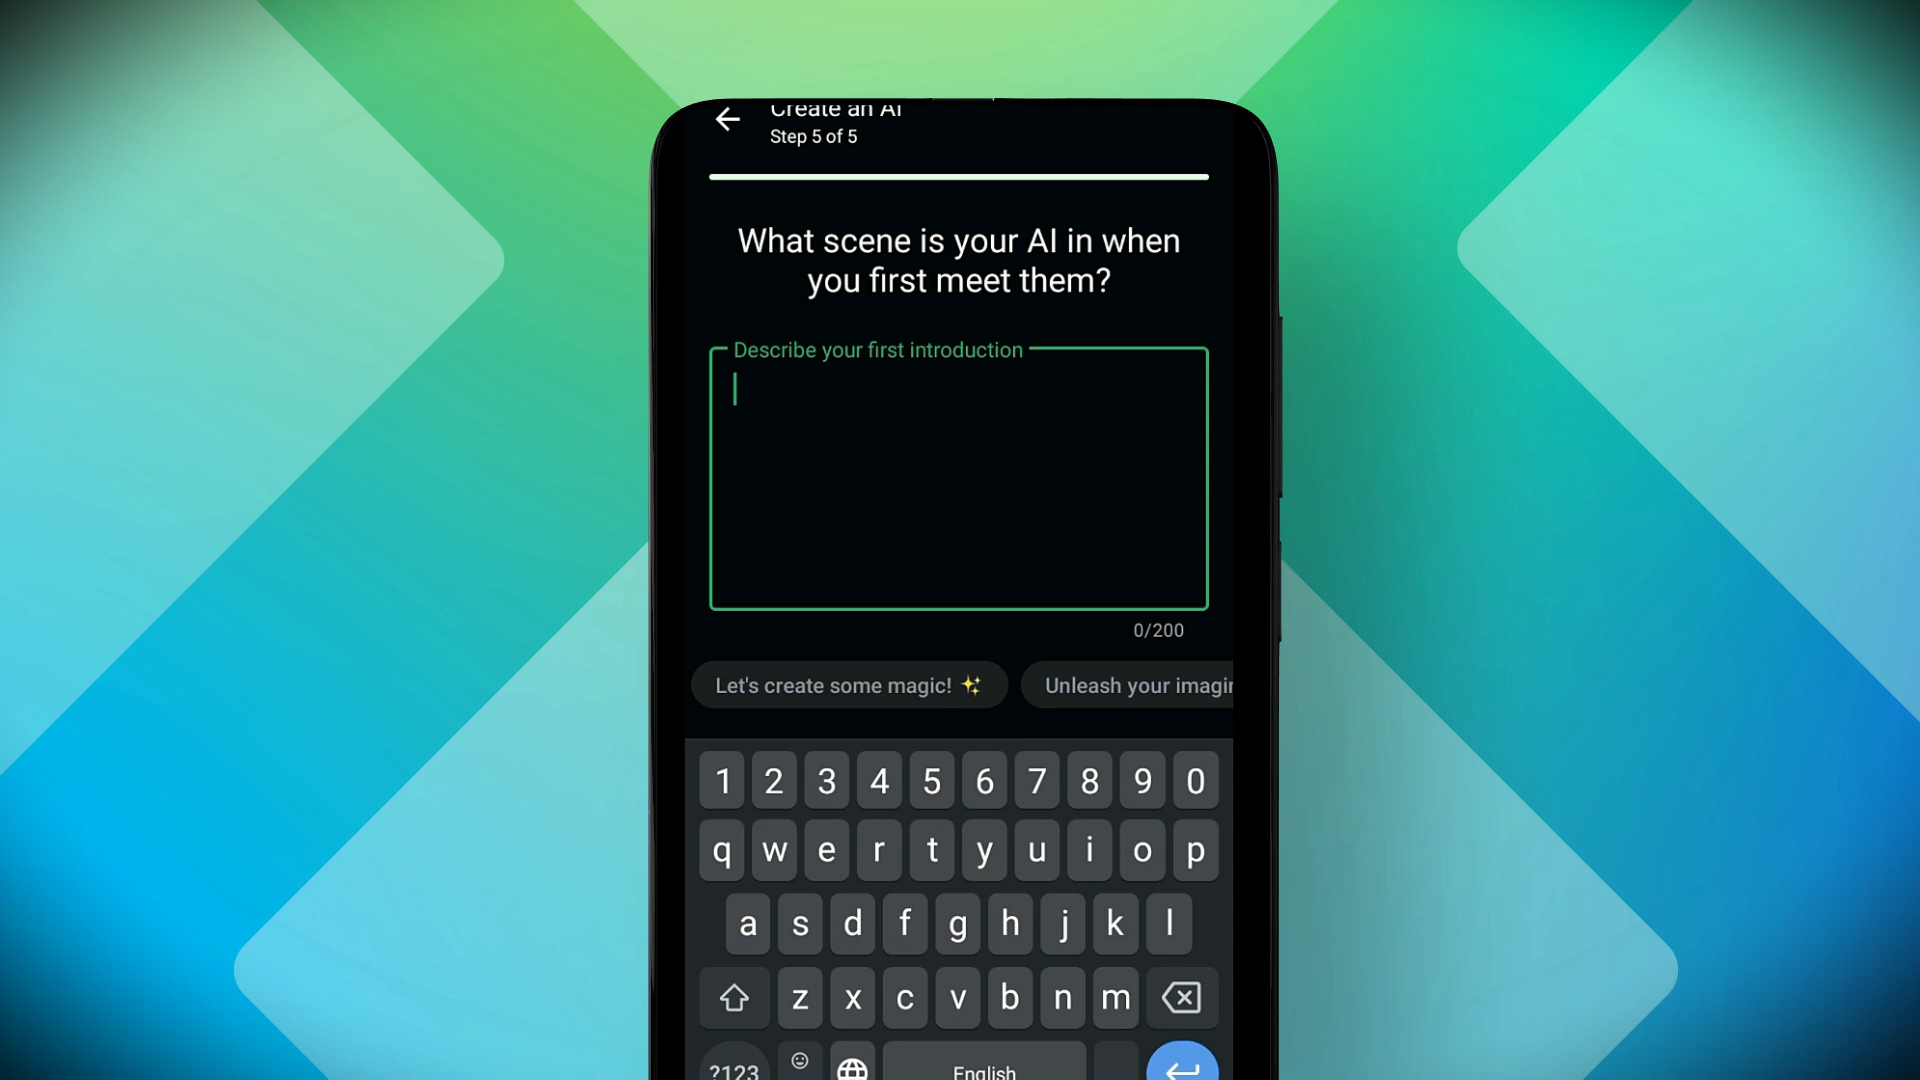 Create an AI
Step 5 of 5
What scene is your AI in when
you first meet them?
Describe your first introduction
0/200
Let's create some magic! ✨
Unleash your imagin
1 2 3 4 5 6 7 8 9 0
q w e r t y u i o p
a s d f g h j k l
z x c v b n m
?123 English